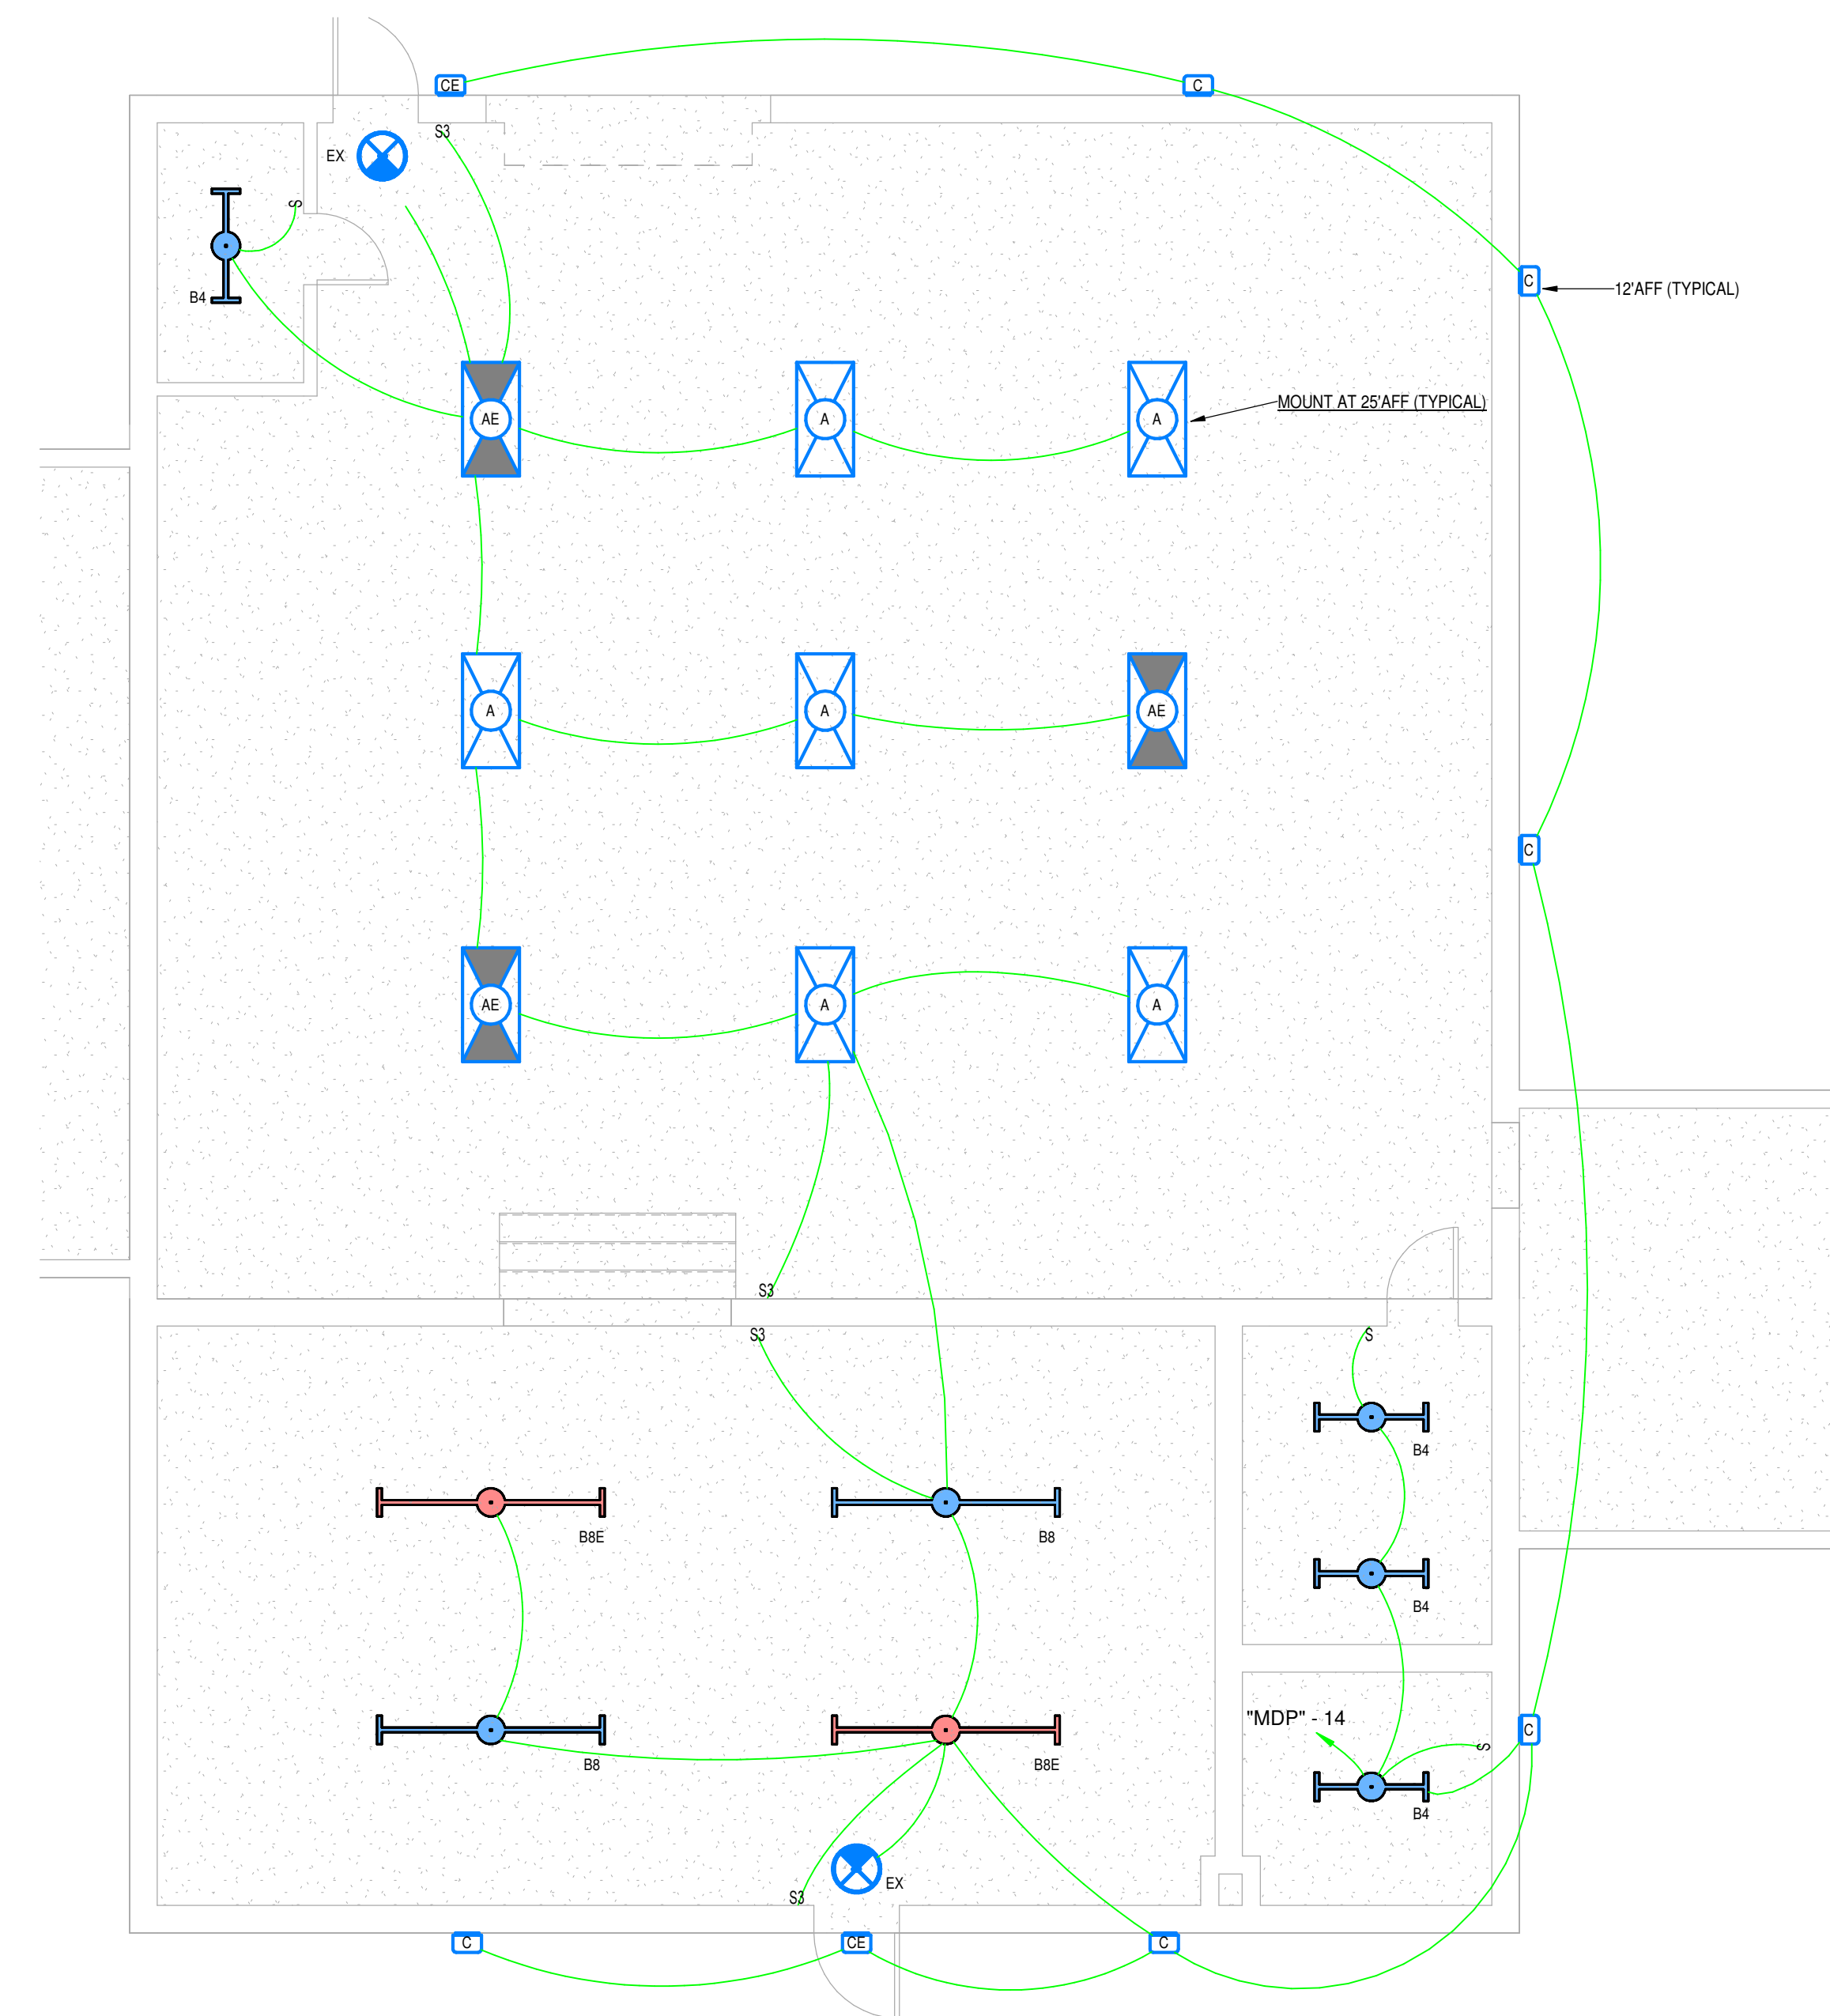 CE
C
S3
EX
S
C
12'AFF (TYPICAL)
B4
MOUNT AT 25'AFF (TYPICAL)
AE
A
A
A
A
AE
C
AE
A
A
S3
S3
S
B4
B8E
B8
B4
"MDP" - 14
C
S
B8
B8E
B4
EX
S3
C
CE
C